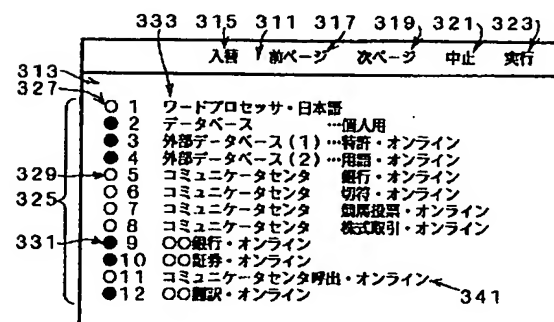 333 315 311 317 319 321 323
入替 前ページ 次ページ 中止 実行
313
327
○ 1 ワードプロセッサ・日本語
● 2 データベース …個人用
● 3 外部データベース(1)…特許・オンライン
● 4 外部データベース(2)…用語・オンライン
329 ○ 5 コミュニケータセンタ 銀行・オンライン
325 ○ 6 コミュニケータセンタ 切符・オンライン
○ 7 コミュニケータセンタ 競馬投票・オンライン
○ 8 コミュニケータセンタ 株式取引・オンライン
331 ● 9 ○○銀行・オンライン
●10 ○○証券・オンライン
○11 コミュニケータセンタ呼出・オンライン
●12 ○○翻訳・オンライン 341